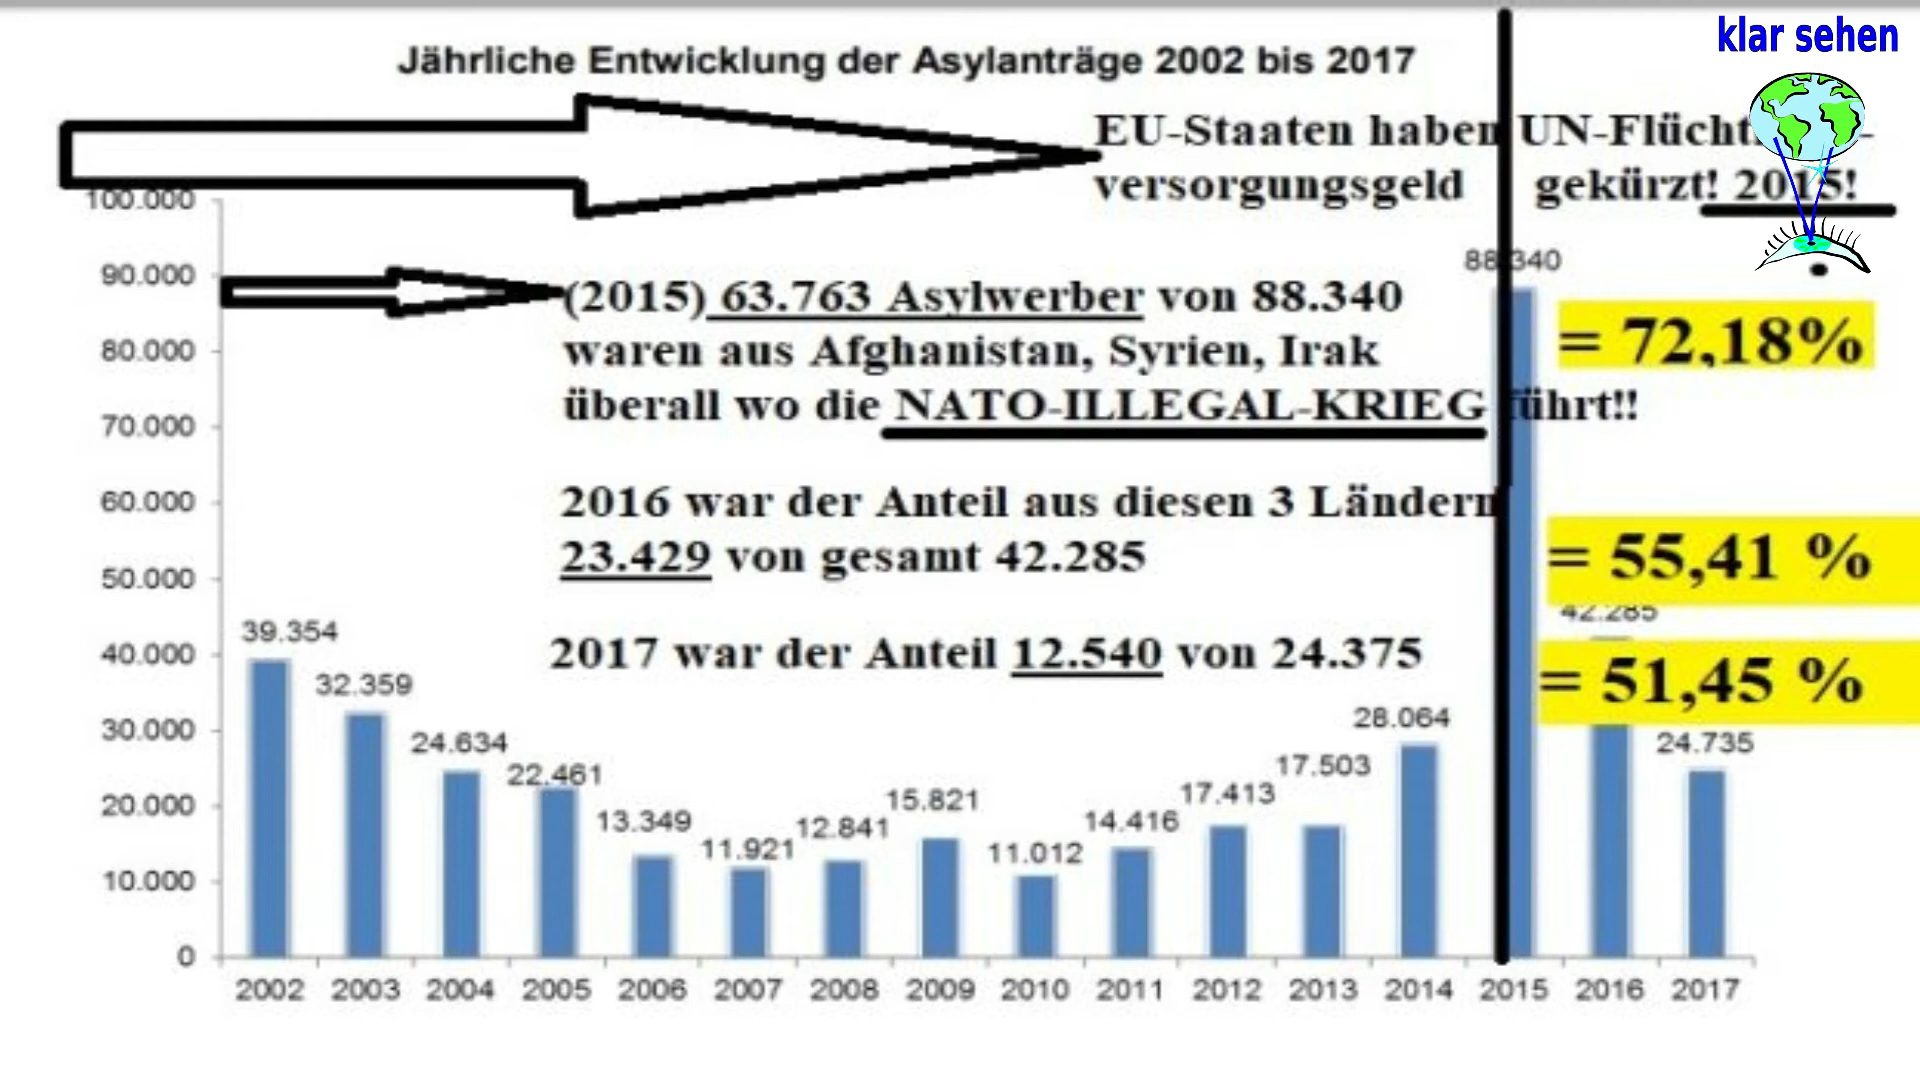 klar sehen
Jährliche Entwicklung der Asylanträge 2002 bis 2017
EU-Staaten haben
versorgungsgeld gekürzt! 2015!
100.000
90.000
80.000
70.000
60.000
50.000
40.000
30.000
20.000
10.000
0
(2015) 63.763 Asylwerber von 88.340
waren aus Afghanistan, Syrien, Irak
überall wo die NATO-ILLEGAL-KRIEG führt!!
= 72,18%
2016 war der Anteil aus diesen 3 Ländern
23.429 von gesamt 42.285
= 55,41 %
2017 war der Anteil 12.540 von 24.375
= 51,45 %
39.354
32.359
24.634
22.461
13.349
11.921
12.841
15.821
11.012
14.416
17.413
17.503
28.064
88.340
42.285
24.735
2002 2003 2004 2005 2006 2007 2008 2009 2010 2011 2012 2013 2014 2015 2016 2017